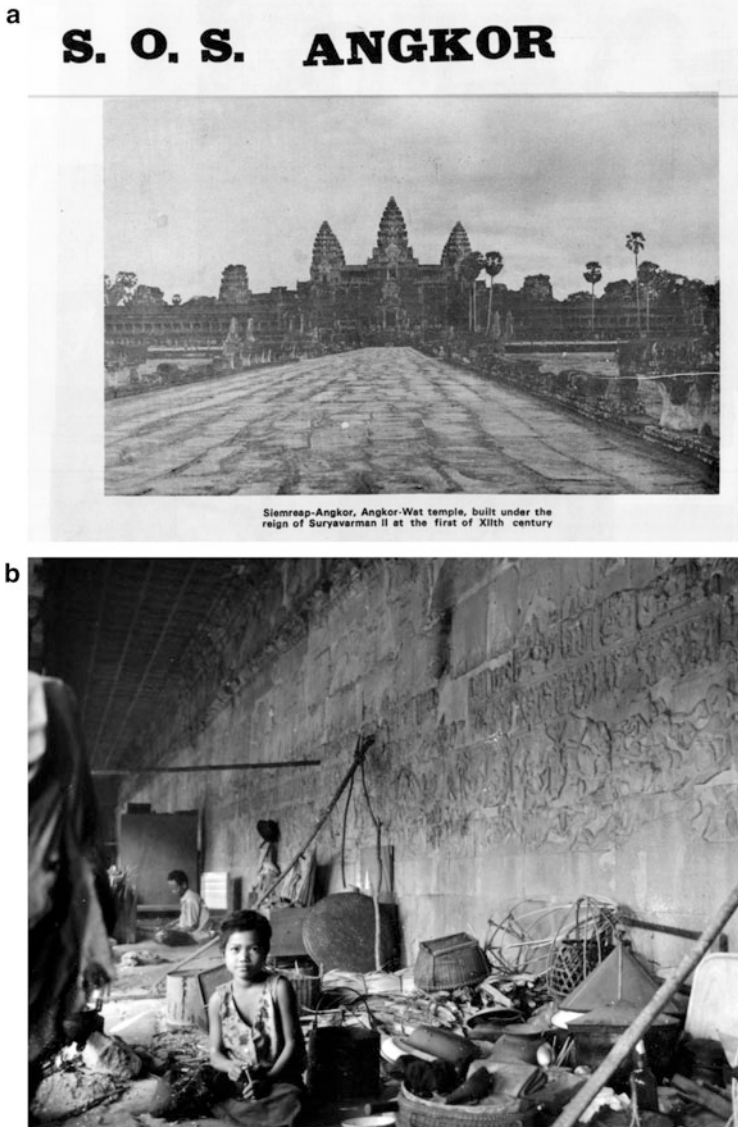 a
S. O. S. ANGKOR
Siemreap-Angkor, Angkor-Wat temple, built under the
reign of Suryavarman II at the first of XIIth century
b